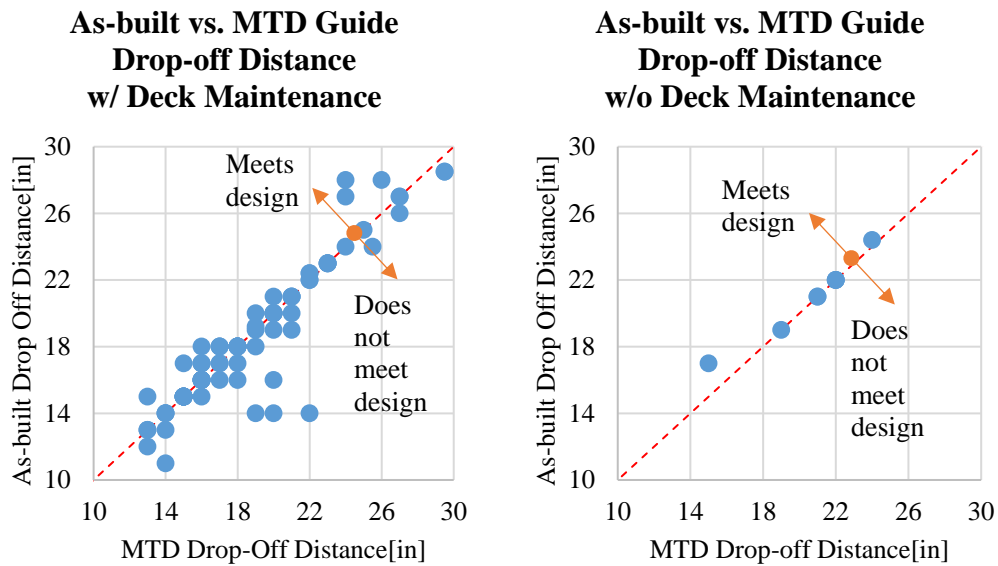 As-built vs. MTD Guide
Drop-off Distance
w/ Deck Maintenance
As-built Drop Off Distance[in]
30
26
22
18
14
10
Meets
design
Does
not
meet
design
10 14 18 22 26 30
MTD Drop-Off Distance[in]
As-built vs. MTD Guide
Drop-off Distance
w/o Deck Maintenance
As-built Drop Off Distance[in]
30
26
22
18
14
10
Meets
design
Does
not
meet
design
10 14 18 22 26 30
MTD Drop-off Distance[in]